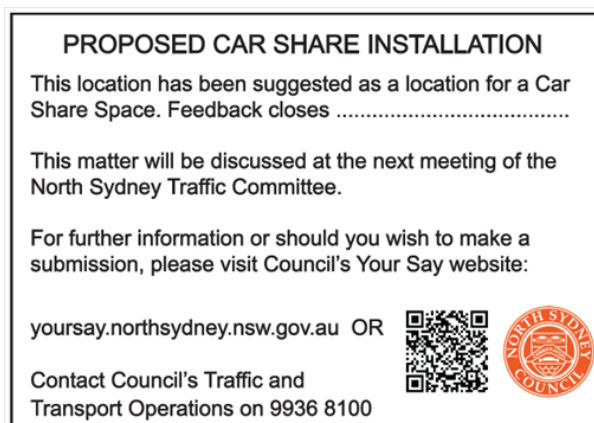 PROPOSED CAR SHARE INSTALLATION
This location has been suggested as a location for a Car
Share Space. Feedback closes .......................................
This matter will be discussed at the next meeting of the
North Sydney Traffic Committee.
For further information or should you wish to make a
submission, please visit Council's Your Say website:
yoursay.northsydney.nsw.gov.au OR
NORTH SYDNEY
COUNCIL
Contact Council's Traffic and
Transport Operations on 9936 8100